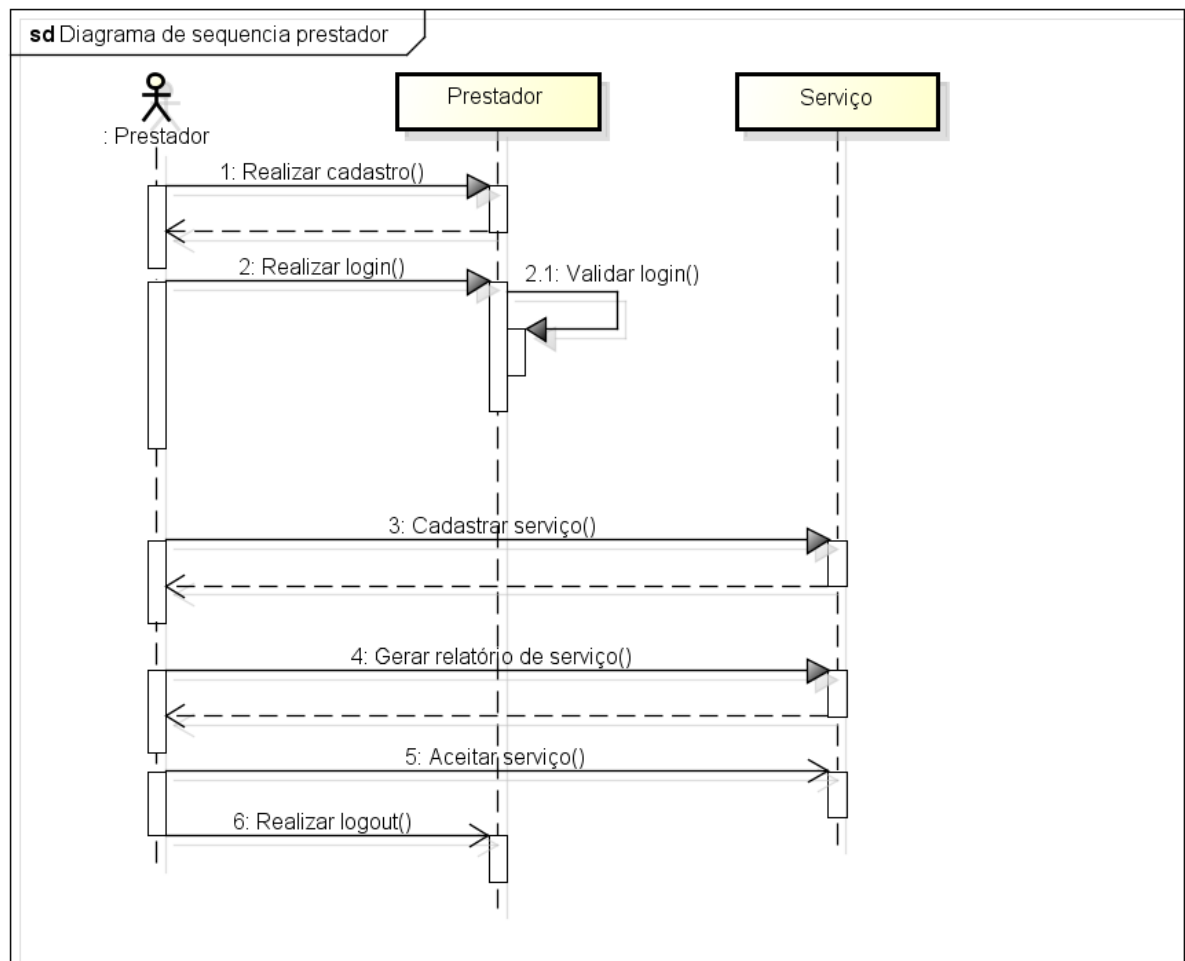 sd Diagrama de sequencia prestador
Prestador
Serviço
: Prestador
1: Realizar cadastro()
2: Realizar login()
2.1: Validar login()
3: Cadastrar serviço()
4: Gerar relatório de serviço()
5: Aceitar serviço()
6: Realizar logout()